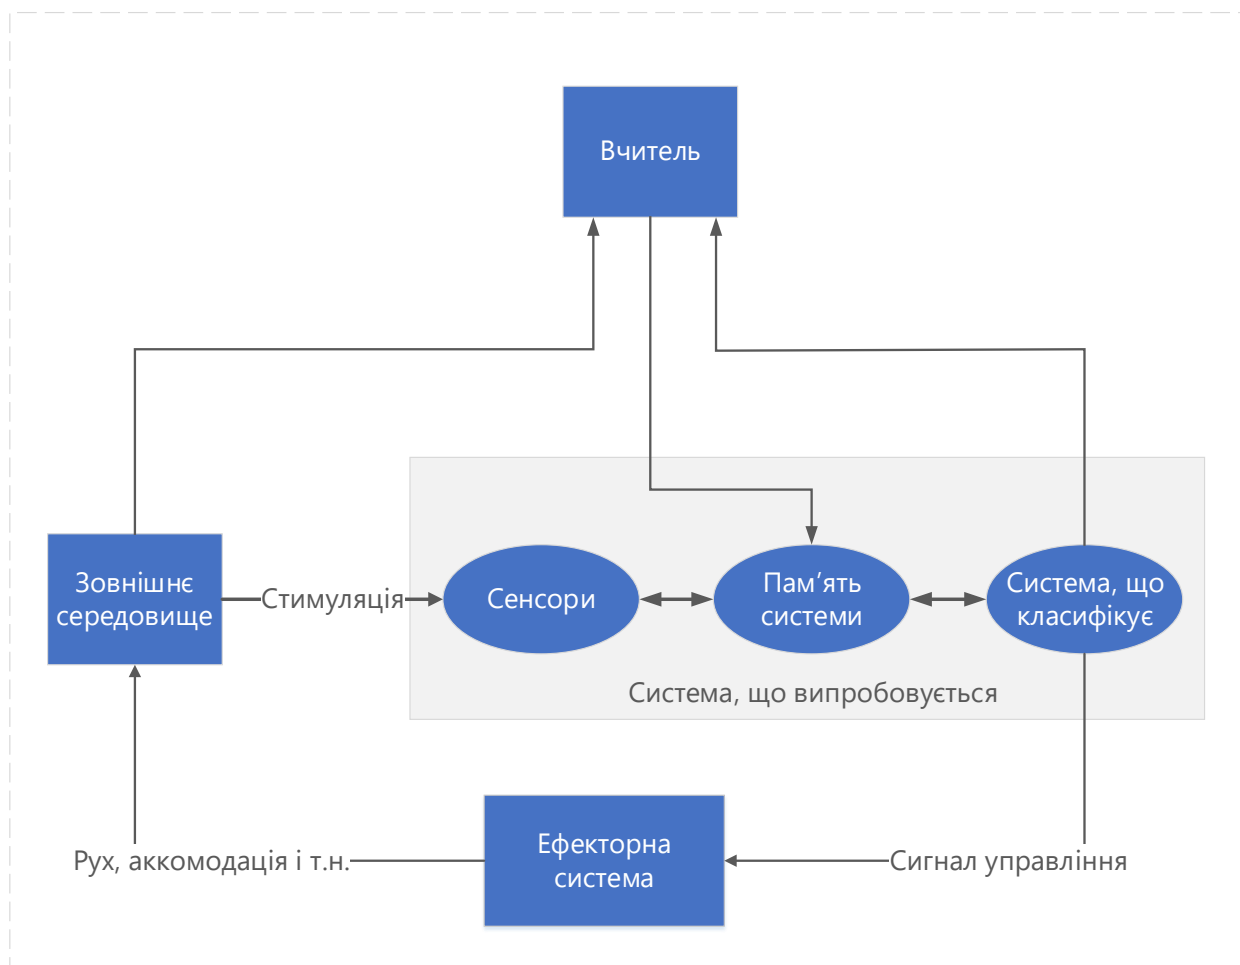 Вчитель
Зовнішнє
середовище
Стимуляція
Сенсори
Пам’ять
системи
Система, що
класифікує
Система, що випробовується
Рух, аккомодація і т.н.
Ефекторна
система
Сигнал управління